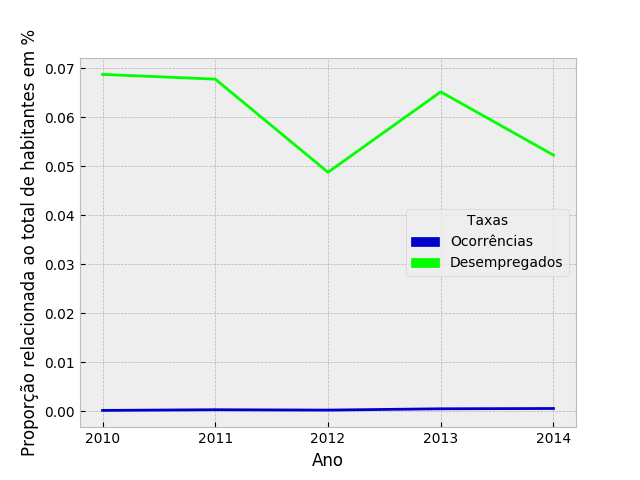 Proporção relacionada ao total de habitantes em %
0.07
0.06
0.05
0.04
0.03
0.02
0.01
0.00
Taxas
Ocorrências
Desempregados
2010 2011 2012 2013 2014
Ano